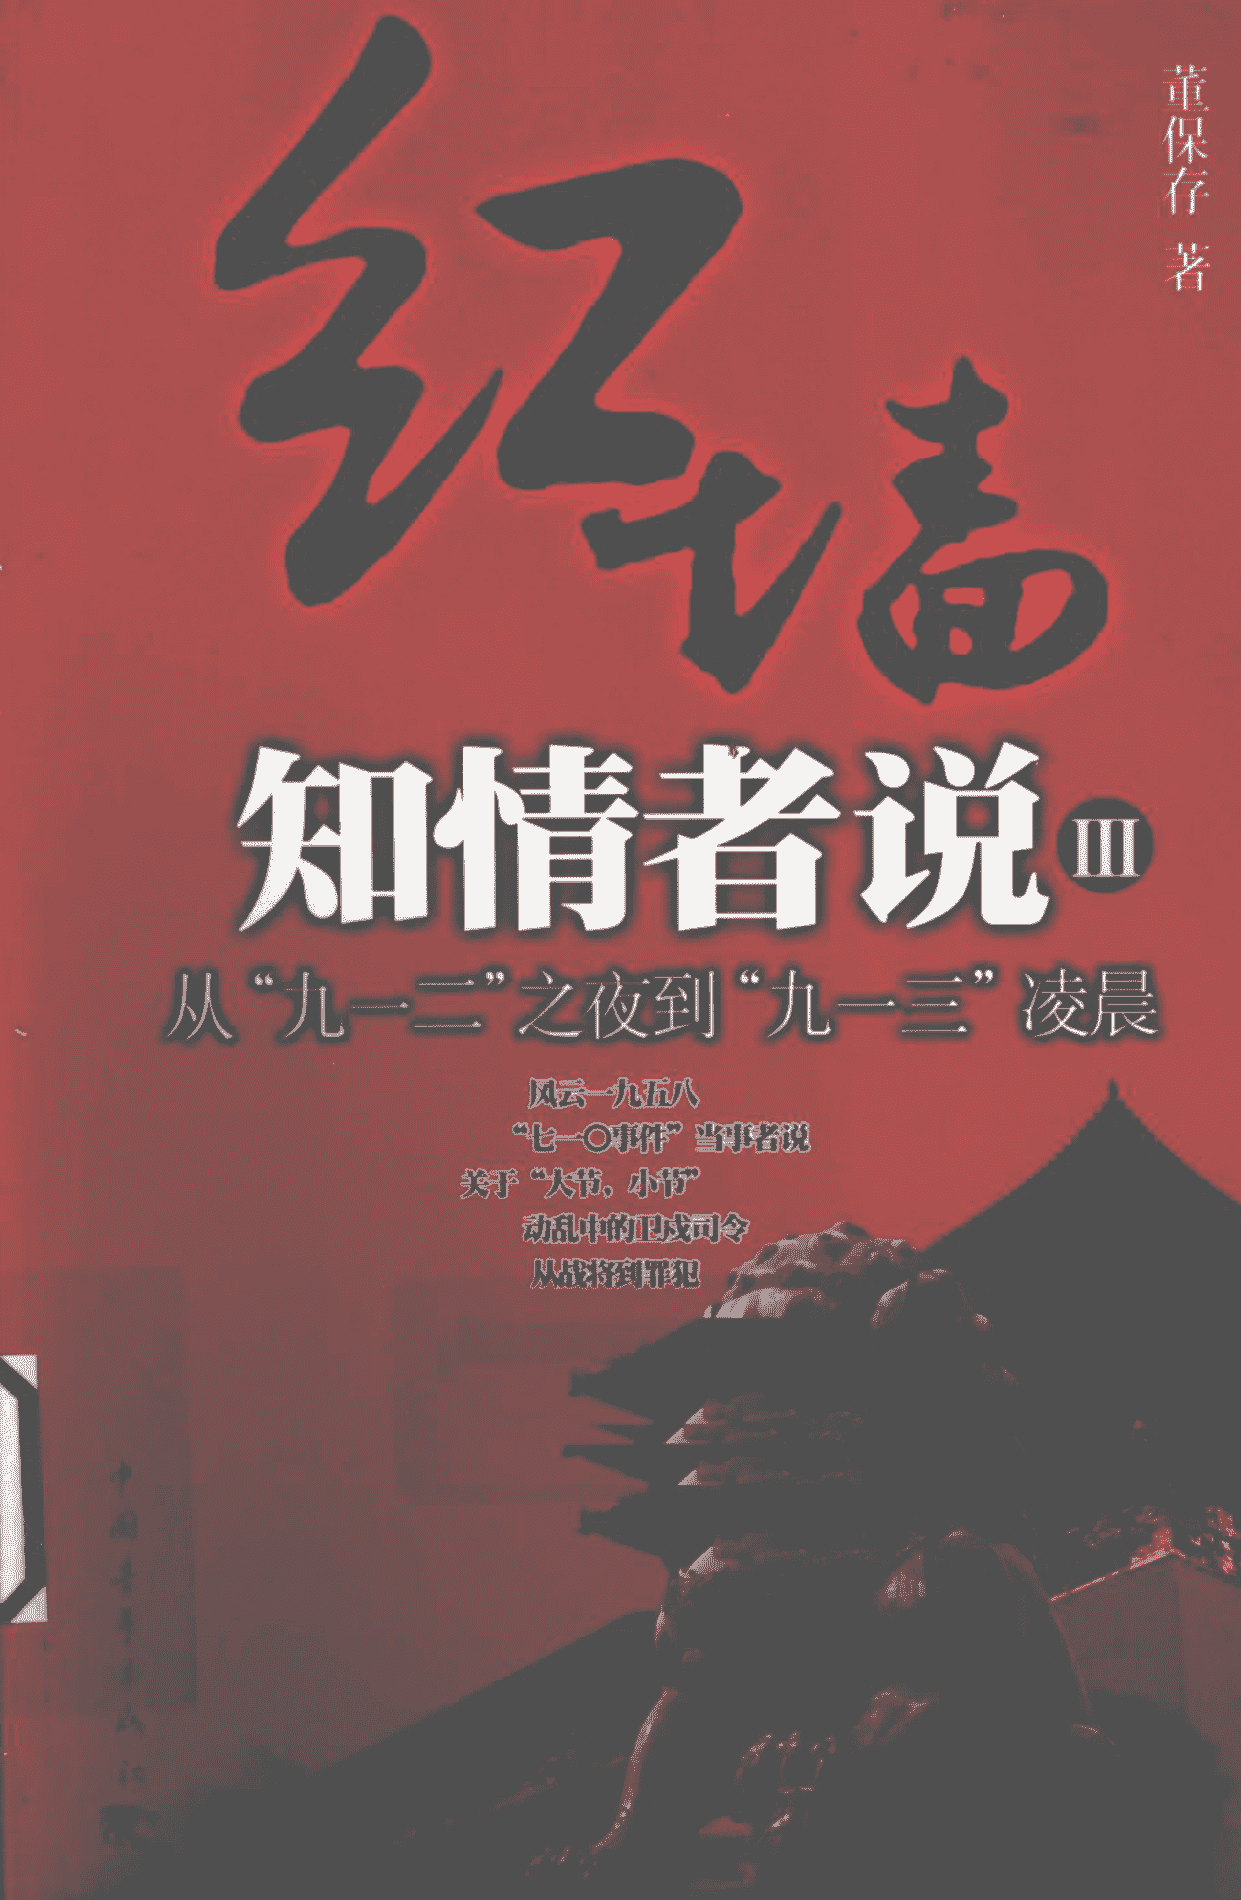 董保存 著
红墙
知情者说 III
从“九一二”之夜到“九一三”凌晨
风云一九五八
“七一〇事件”当事者说
关于“大节，小节”
动乱中的卫戍司令
从战将到罪犯